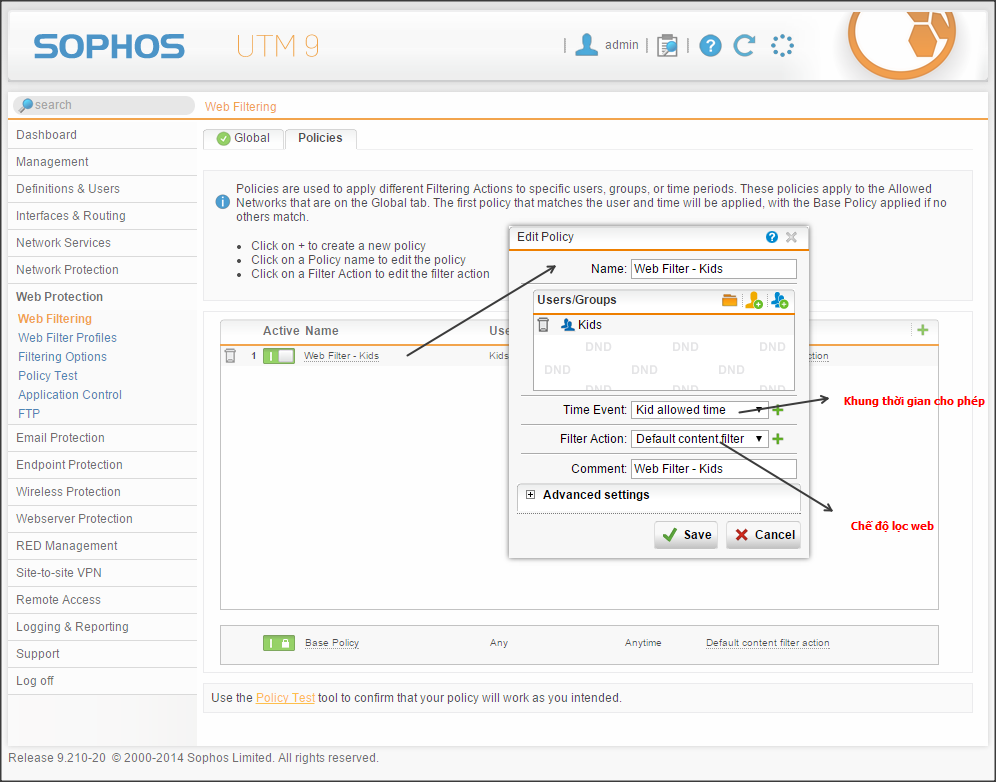 SOPHOS UTM 9
admin
search
Web Filtering
Dashboard
Management
Definitions & Users
Interfaces & Routing
Network Services
Network Protection
Web Protection
Web Filtering
Web Filter Profiles
Filtering Options
Policy Test
Application Control
FTP
Email Protection
Endpoint Protection
Wireless Protection
Webserver Protection
RED Management
Site-to-site VPN
Remote Access
Logging & Reporting
Support
Log off
Global Policies
Policies are used to apply different Filtering Actions to specific users, groups, or time periods. These policies apply to the Allowed
Networks that are on the Global tab. The first policy that matches the user and time will be applied, with the Base Policy applied if no
others match.
• Click on + to create a new policy
• Click on a Policy name to edit the policy
• Click on a Filter Action to edit the filter action
Active Name Use
1 Web Filter - Kids Kids tion
Edit Policy
Name: Web Filter - Kids
Users/Groups
Kids
DND DND DND
DND DND DND
DND DND DND
Time Event: Kid allowed time
Khung thời gian cho phép
Filter Action: Default content filter
Comment: Web Filter - Kids
Advanced settings
Chế độ lọc web
Save Cancel
Base Policy Any Anytime Default content filter action
Use the Policy Test tool to confirm that your policy will work as you intended.
Release 9.210-20 © 2000-2014 Sophos Limited. All rights reserved.